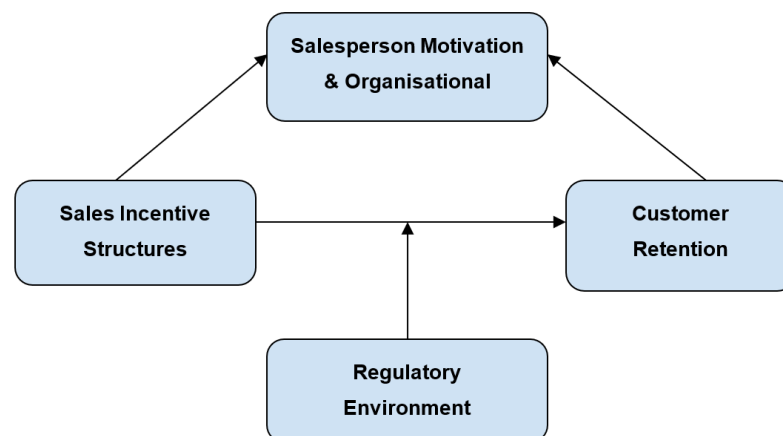 Salesperson Motivation
& Organisational
Sales Incentive
Structures
Customer
Retention
Regulatory
Environment